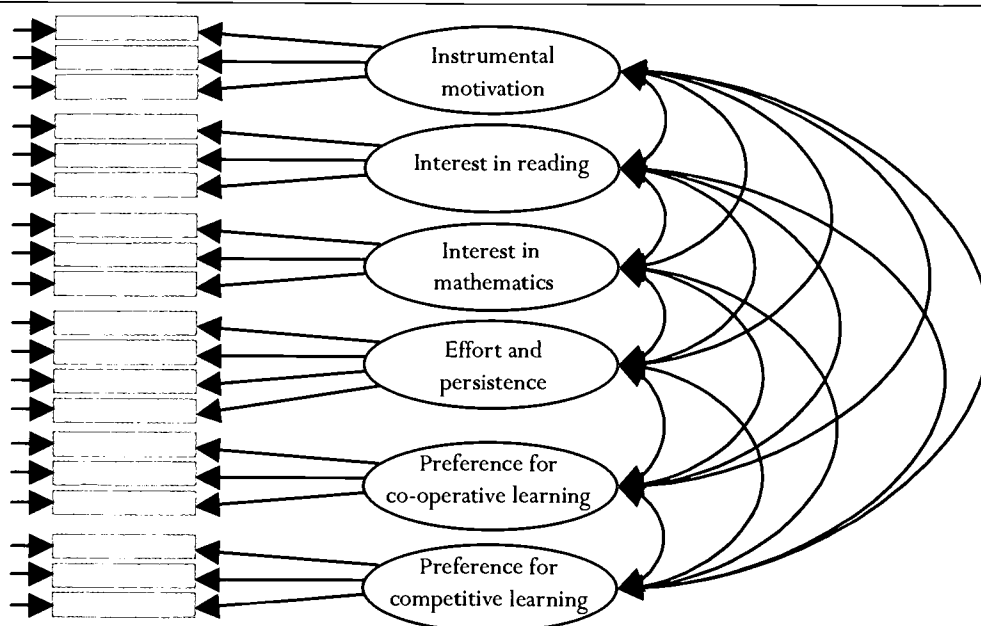 Instrumental
motivation
Interest in reading
Interest in
mathematics
Effort and
persistence
Preference for
co-operative learning
Preference for
competitive learning